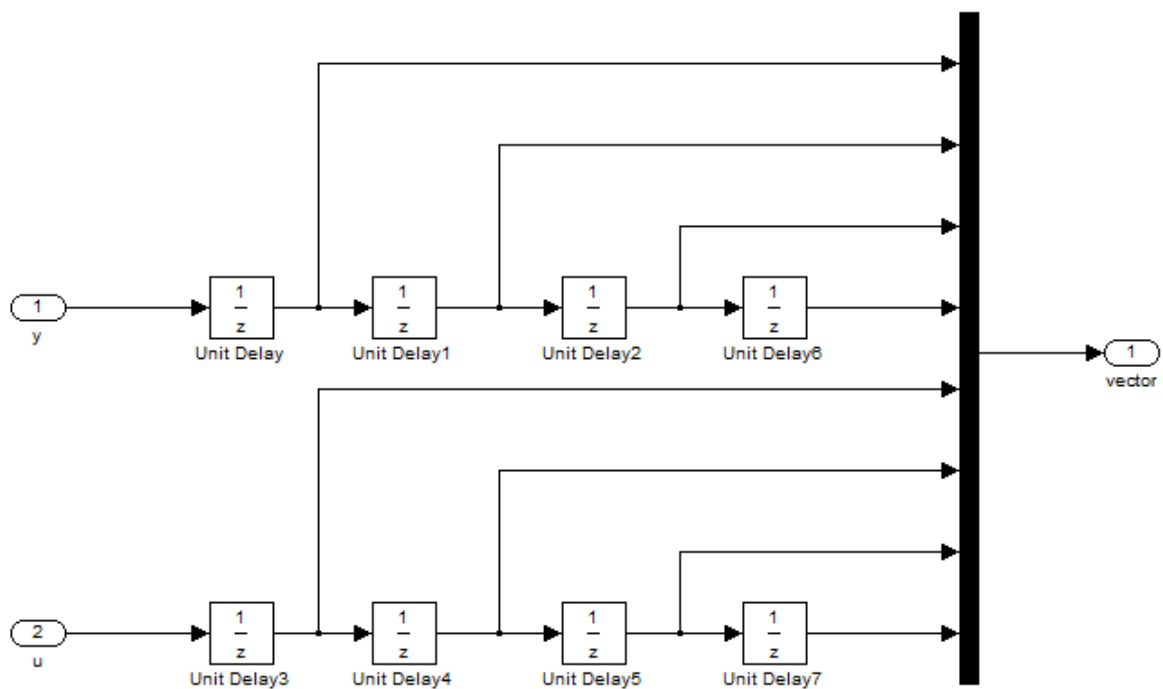 1
y
1
z
Unit Delay
1
z
Unit Delay1
1
z
Unit Delay2
1
z
Unit Delay6
1
vector
2
u
1
z
Unit Delay3
1
z
Unit Delay4
1
z
Unit Delay5
1
z
Unit Delay7